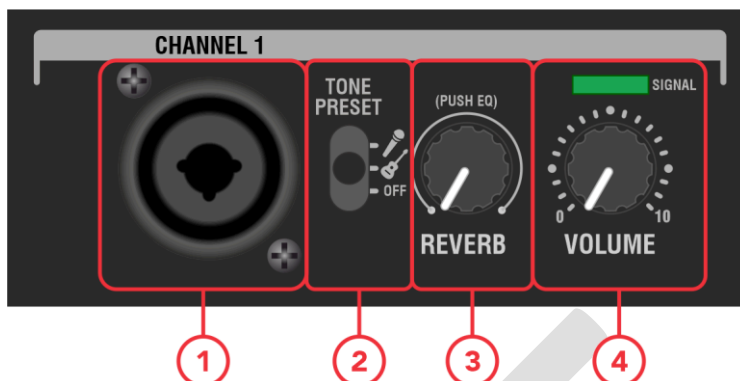 CHANNEL 1
TONE
PRESET
OFF
(PUSH EQ)
REVERB
SIGNAL
0 10
VOLUME
1 2 3 4